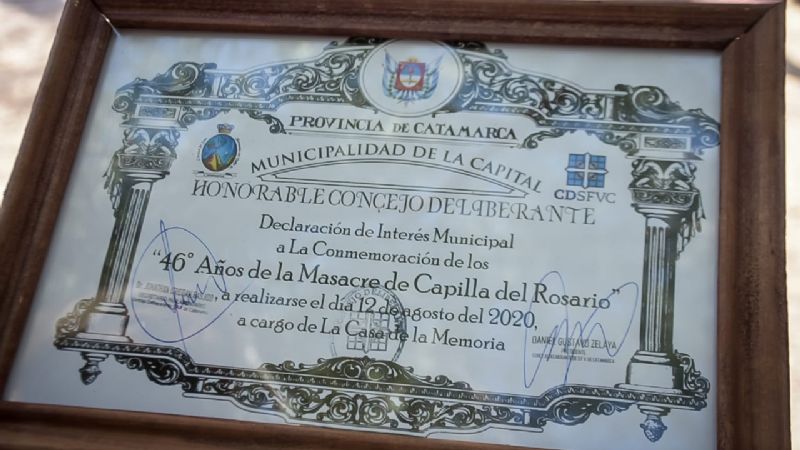 PROVINCIA DE CATAMARCA
MUNICIPALIDAD DE LA CAPITAL
CDSFVC
HONORABLE CONCEJO DELIBERANTE
Declaración de Interés Municipal
a La Conmemoración de los
"46° Años de la Masacre de Capilla del Rosario"
, a realizarse el día 12 de agosto del 2020,
a cargo de La Casa de la Memoria
DANIEL GUSTAVO ZELAYA
PRESIDENTE